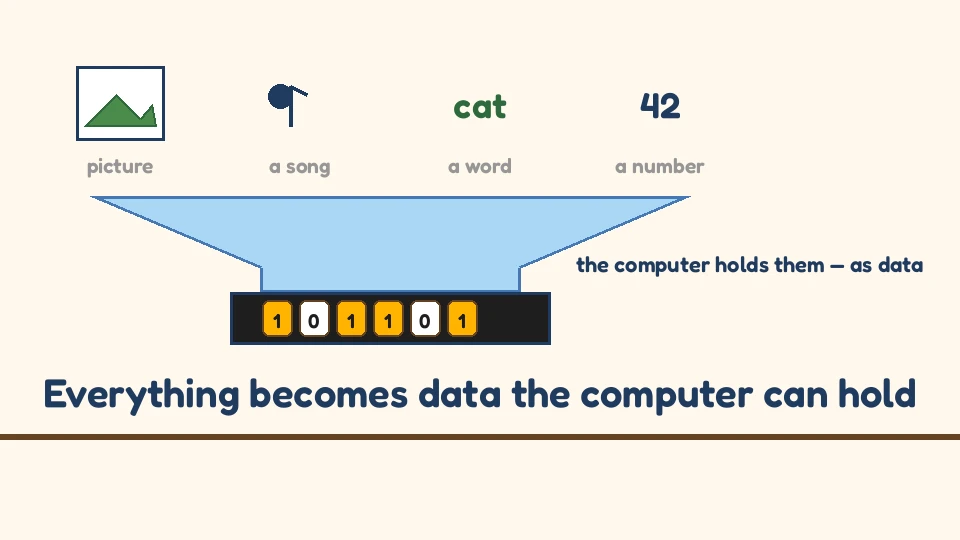 cat
42
picture
a song
a word
a number
the computer holds them — as data
1 0 1 1 0 1
Everything becomes data the computer can hold